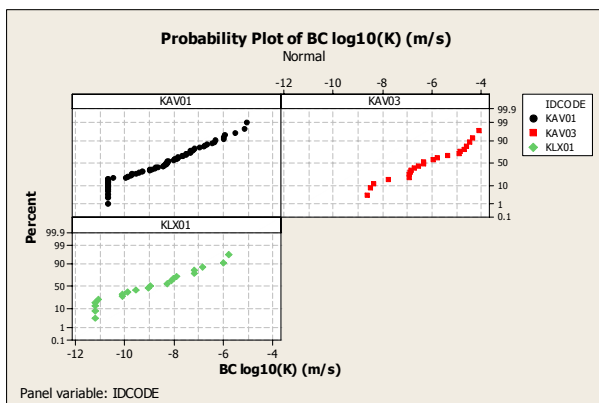 Probability Plot of BC log10(K) (m/s)
Normal
-12 -10 -8 -6 -4
KAV01
KAV03
99.9
99
90
50
10
1
0.1
IDCODE
KAV01
KAV03
KLX01
Percent
KLX01
99.9
99
90
50
10
1
0.1
-12 -10 -8 -6 -4
BC log10(K) (m/s)
Panel variable: IDCODE